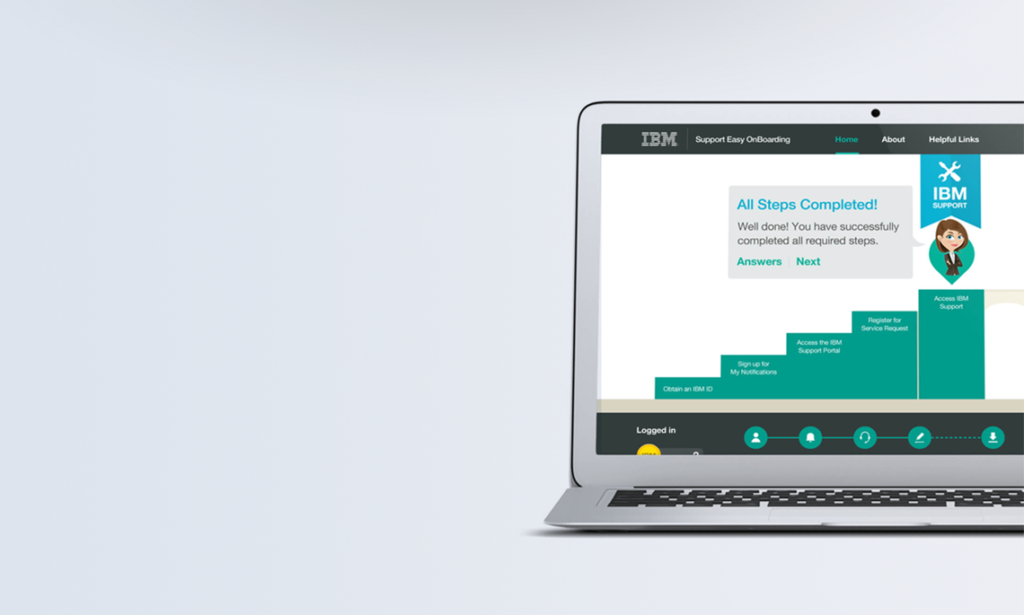 IBM Support Easy OnBoarding Home About Helpful Links
IBM
SUPPORT
All Steps Completed!
Well done! You have successfully
completed all required steps.
Answers Next
Access IBM
Support
Register for
Service Request
Access the IBM
Support Portal
Sign up for
My Notifications
Obtain an IBM ID
Logged in